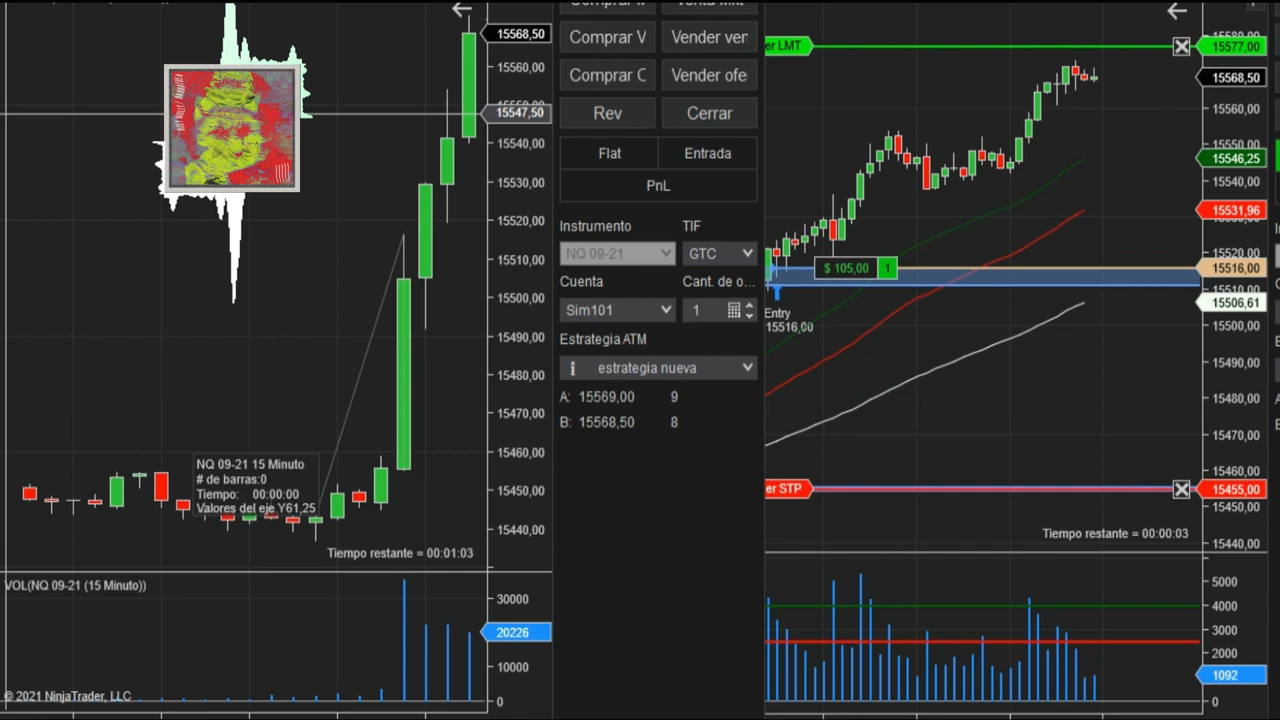 15568,50
15560,00
15547,50
15540,00
15530,00
15520,00
15510,00
15500,00
15490,00
15480,00
15470,00
15460,00
15450,00
15440,00
NQ 09-21 15 Minuto
# de barras:0
Tiempo: 00:00:00
Valores del eje Y61,25
Tiempo restante = 00:01:03
VOL(NQ 09-21 (15 Minuto))
30000
20226
10000
0
© 2021 NinjaTrader, LLC
Comprar V
Vender ven
Comprar C
Vender ofe
Rev
Cerrar
Flat
Entrada
PnL
Instrumento
TIF
NQ 09-21
GTC
Cuenta
Cant. de o...
Sim101
1
Estrategia ATM
estrategia nueva
A: 15569,00 9
B: 15568,50 8
er LMT
15577,00
15568,50
15560,00
15546,25
15540,00
15531,96
15520,00
$ 105,00 1
15516,00
15506,61
Entry
15516,00
15500,00
15490,00
15480,00
15470,00
15460,00
er STP
15455,00
15450,00
Tiempo restante = 00:00:03
15440,00
5000
4000
3000
2000
1092
0